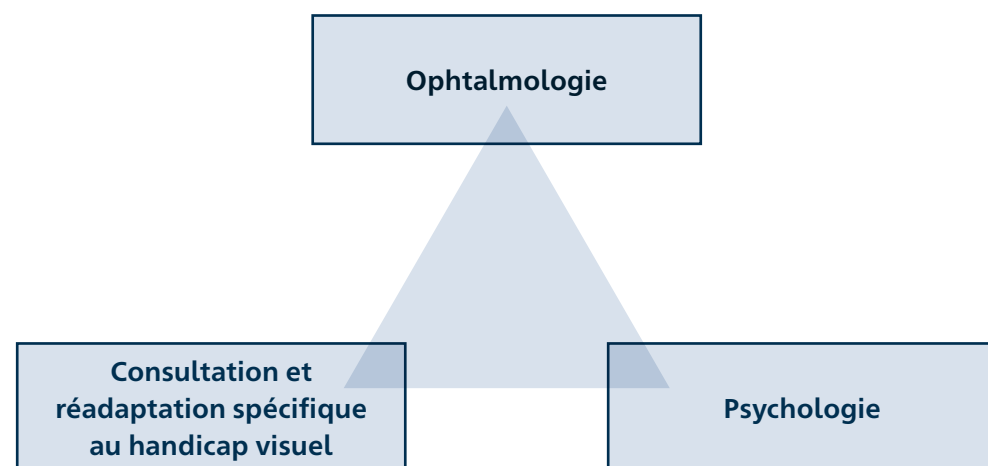 Ophtalmologie
Consultation et
réadaptation spécifique
au handicap visuel
Psychologie